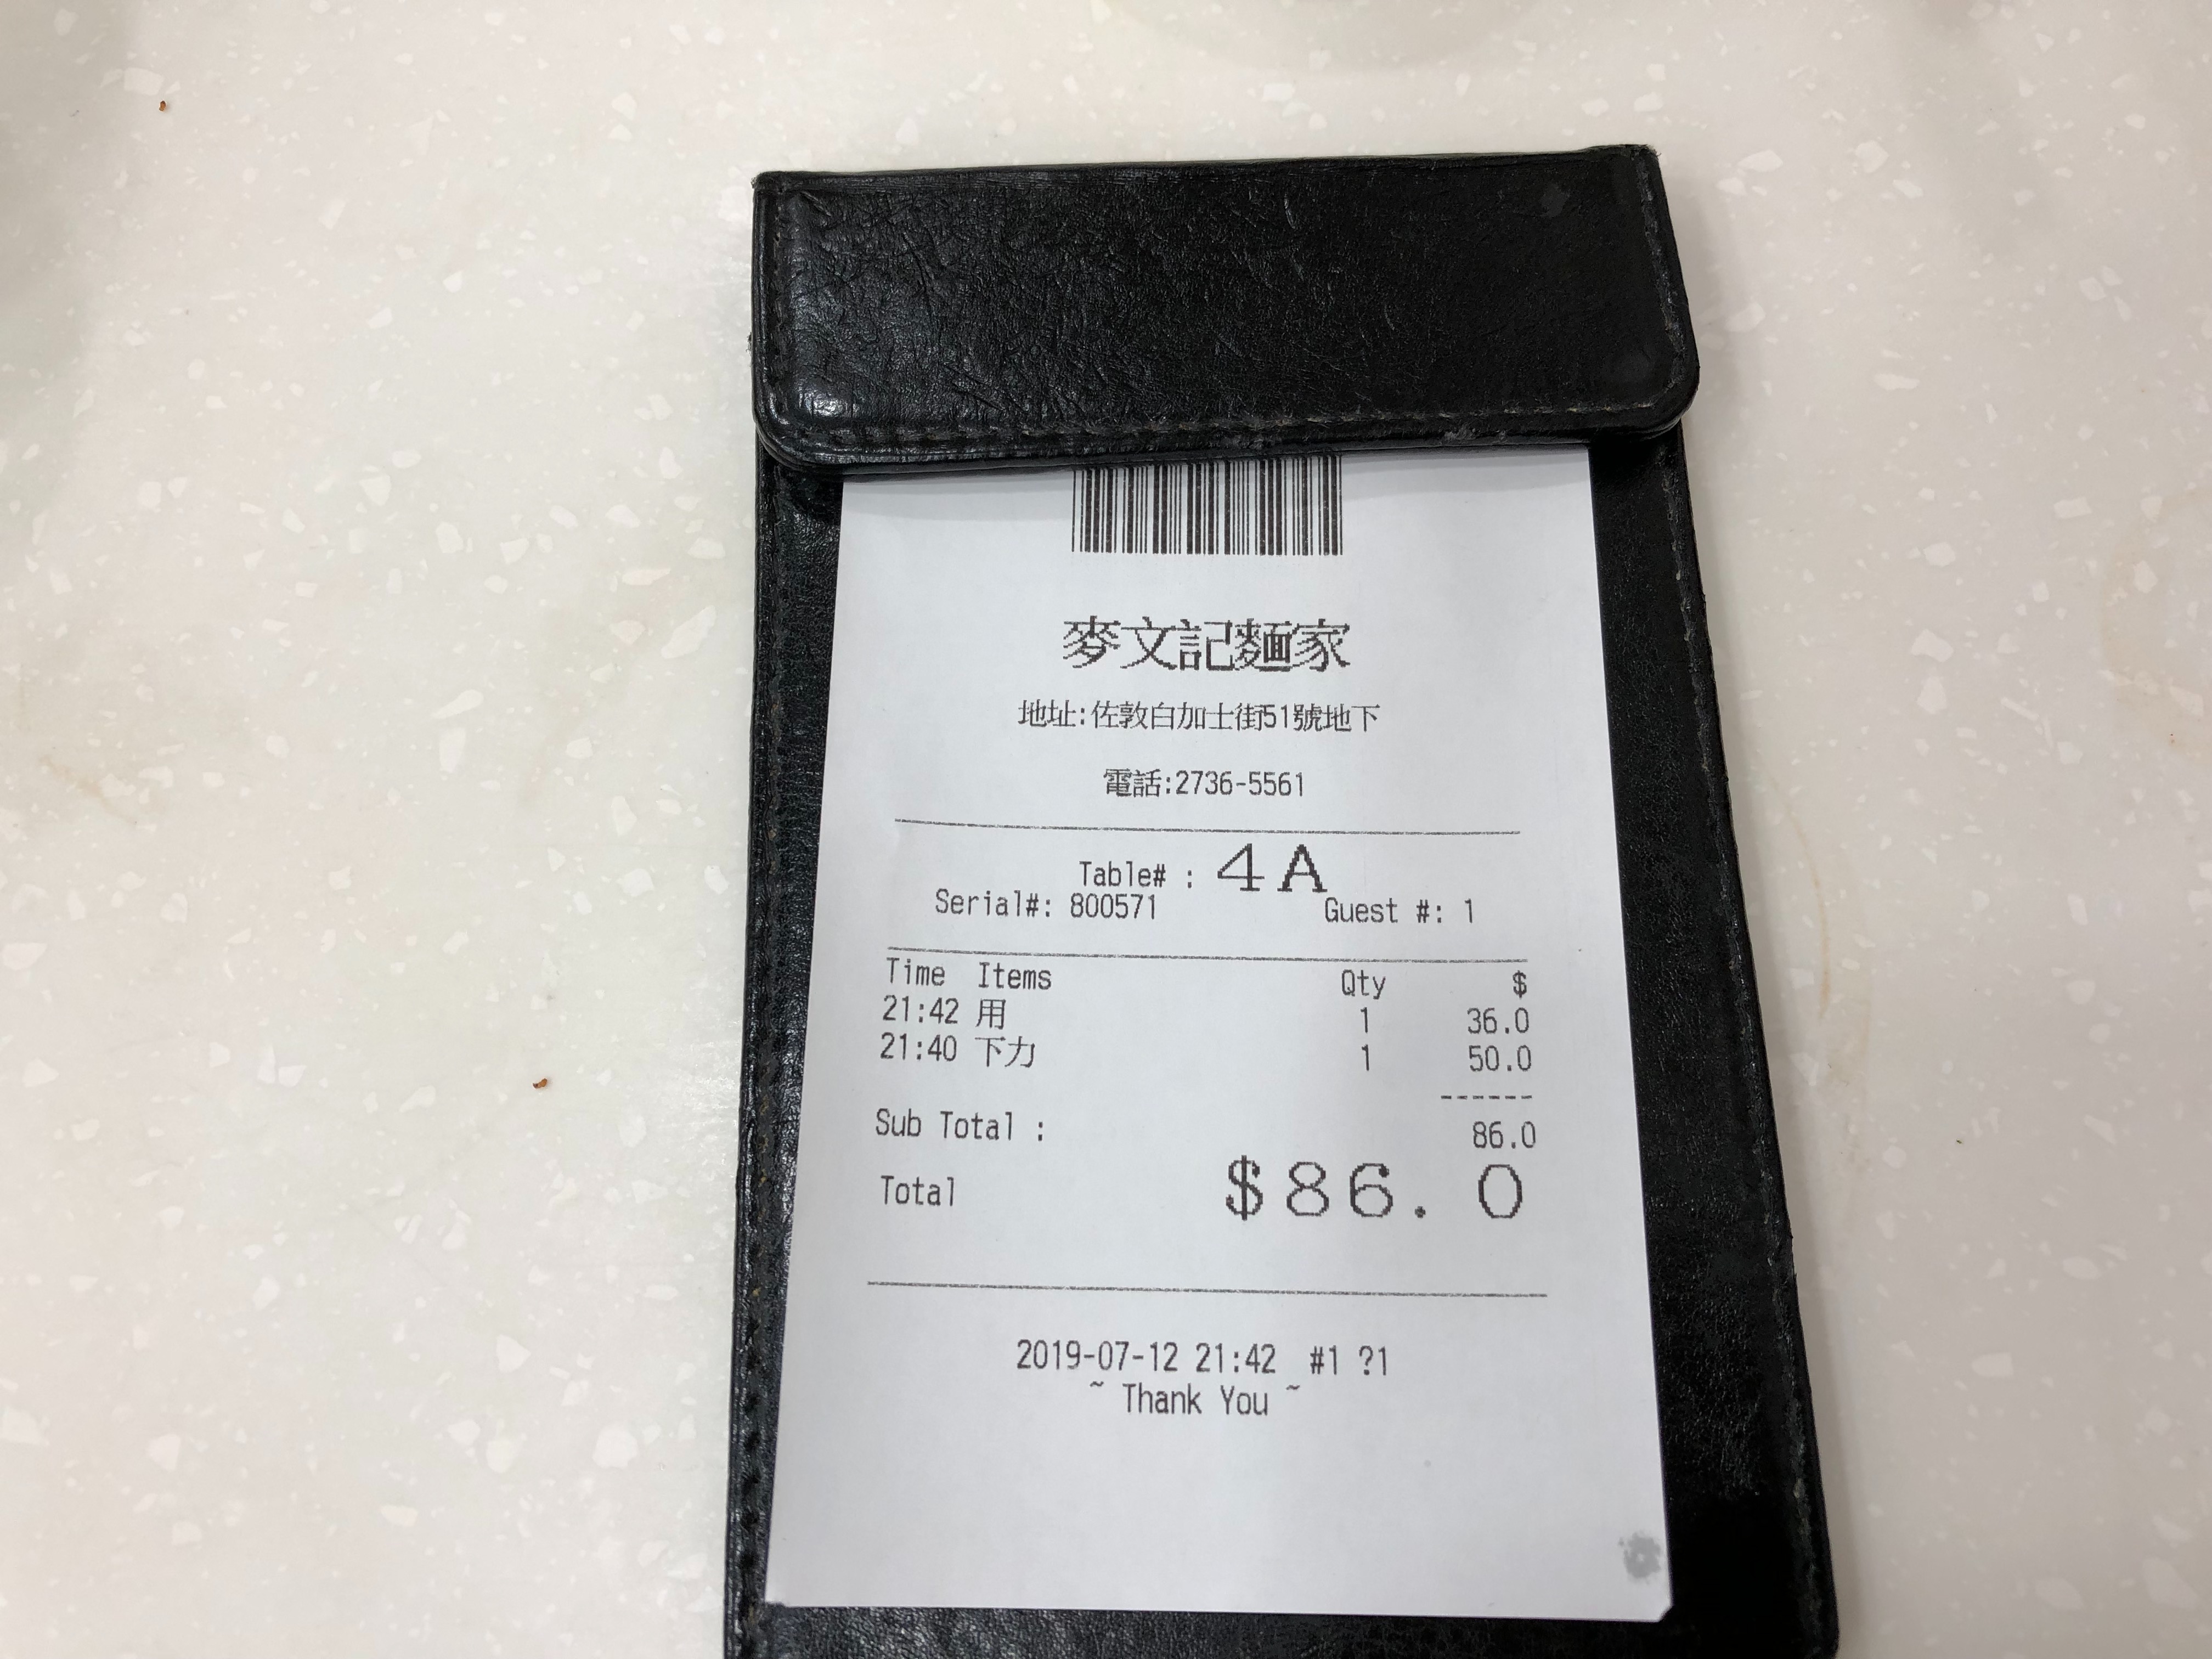 麥文記麵家
地址:佐敦白加士街51號地下
電話:2736-5561
Table# : 4A
Serial#: 800571 Guest #: 1
Time Items Qty $
21:42 用 1 36.0
21:40 下力 1 50.0
------
Sub Total : 86.0
Total $86. 0
2019-07-12 21:42 #1 ?1
~ Thank You ~